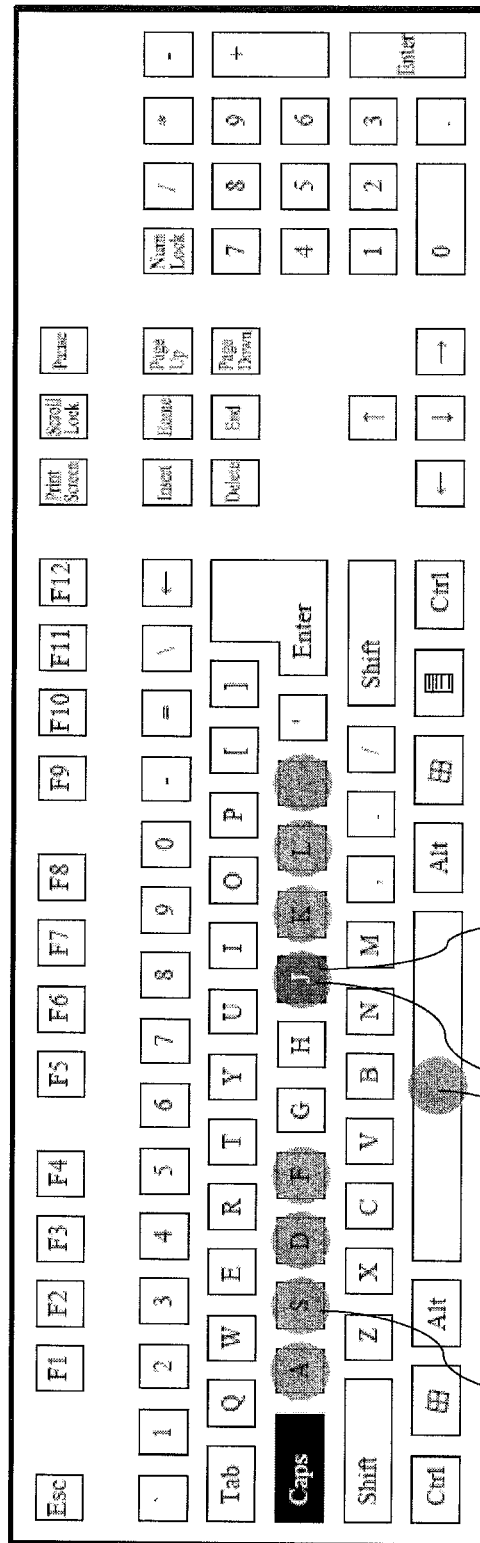 Esc F1 F2 F3 F4 F5 F6 F7 F8 F9 F10 F11 F12 Print Screen Scroll Lock Pause
` 1 2 3 4 5 6 7 8 9 0 - = \ ← Insert Home Page Up Num Lock / * -
Tab Q W E R T Y U I O P [ ] Enter Delete End Page Down 7 8 9 +
Caps A S D F G H J K L ; ' 4 5 6
Shift Z X C V B N M , . / Shift ↑ 1 2 3 Enter
Ctrl Alt Alt Ctrl ← ↓ → 0 .